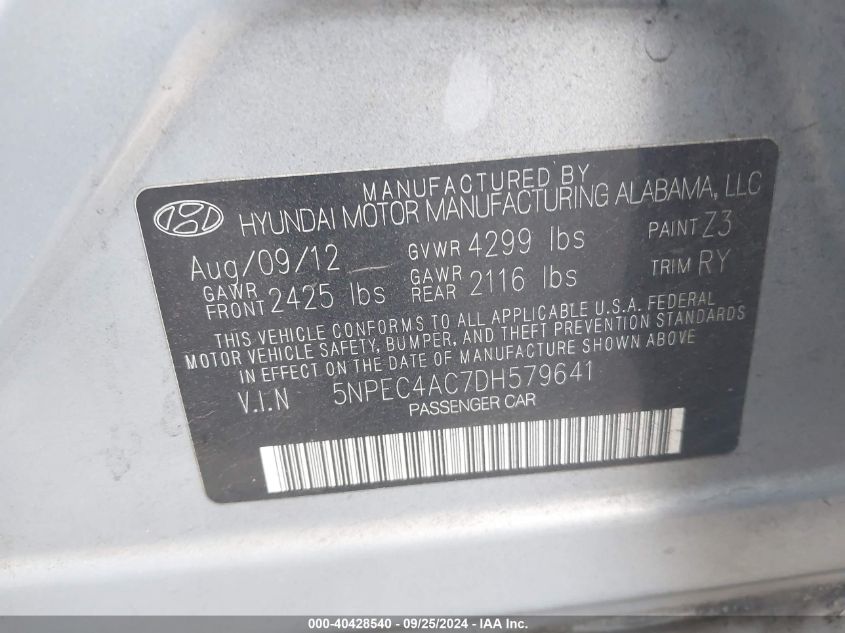 MANUFACTURED BY
HYUNDAI MOTOR MANUFACTURING ALABAMA, LLC
Aug/09/12 GVWR 4299 lbs PAINT Z3
GAWR FRONT 2425 lbs GAWR REAR 2116 lbs TRIM RY
THIS VEHICLE CONFORMS TO ALL APPLICABLE U.S.A. FEDERAL
MOTOR VEHICLE SAFETY, BUMPER, AND THEFT PREVENTION STANDARDS
IN EFFECT ON THE DATE OF MANUFACTURE SHOWN ABOVE
V.I.N 5NPEC4AC7DH579641
PASSENGER CAR
000-40428540 - 09/25/2024 - IAA Inc.